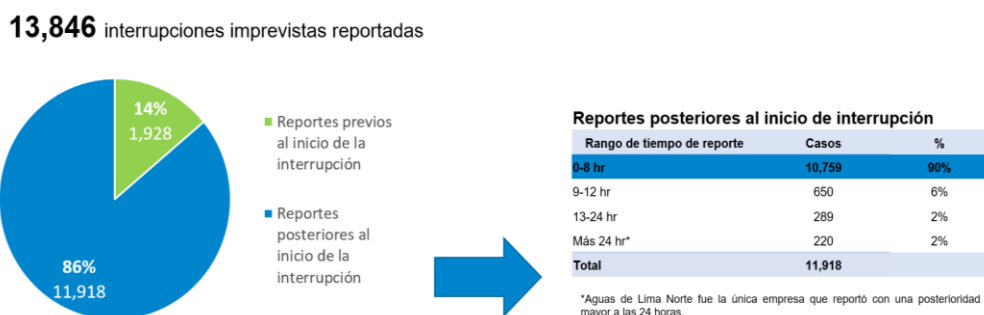 13,846 interrupciones imprevistas reportadas
14%
1,928
86%
11,918
Reportes previos
al inicio de la
interrupción
Reportes
posteriores al
inicio de la
interrupción
Reportes posteriores al inicio de interrupción
Rango de tiempo de reporte Casos %
0-8 hr 10,759 90%
9-12 hr 650 6%
13-24 hr 289 2%
Más 24 hr* 220 2%
Total 11,918
*Aguas de Lima Norte fue la única empresa que reportó con una posterioridad
mayor a las 24 horas.